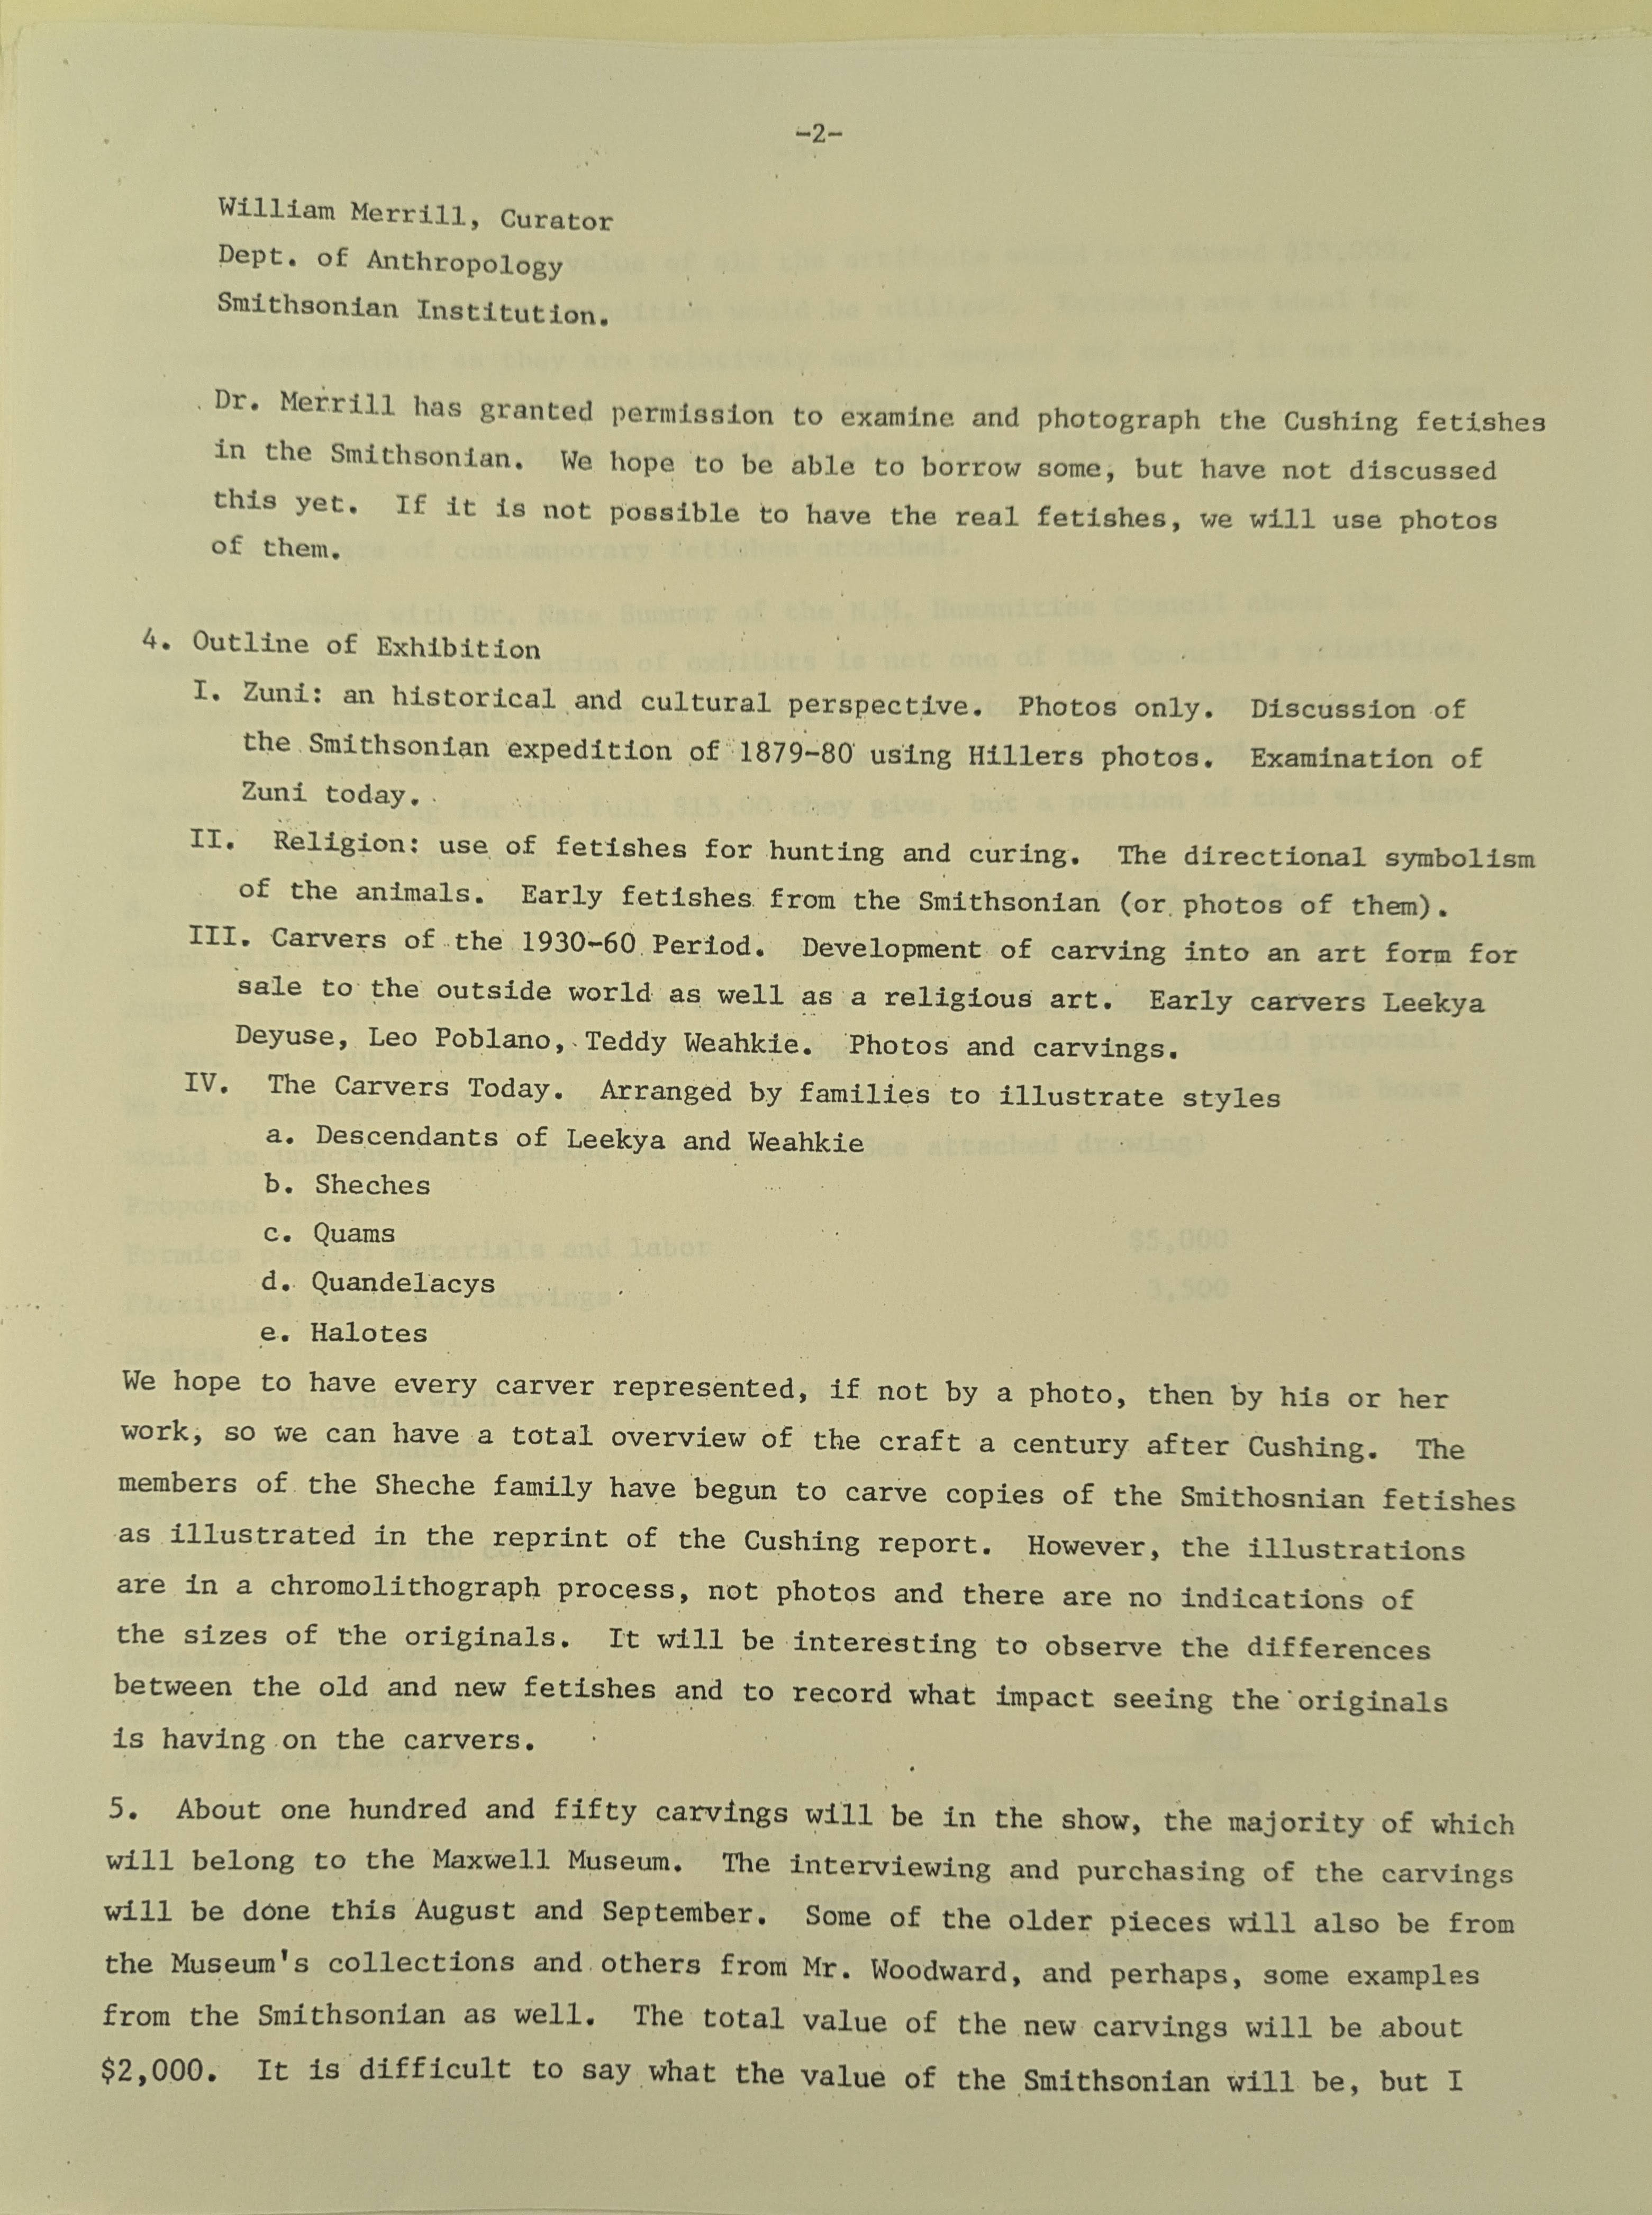 -2-
William Merrill, Curator
Dept. of Anthropology
Smithsonian Institution.
Dr. Merrill has granted permission to examine and photograph the Cushing fetishes
in the Smithsonian.  We hope to be able to borrow some, but have not discussed
this yet.  If it is not possible to have the real fetishes, we will use photos
of them.
4. Outline of Exhibition
I. Zuni: an historical and cultural perspective.  Photos only.  Discussion of
the Smithsonian expedition of 1879-80 using Hillers photos.  Examination of
Zuni today.
II.  Religion: use of fetishes for hunting and curing.  The directional symbolism
of the animals.  Early fetishes from the Smithsonian (or photos of them).
III. Carvers of the 1930-60 Period.  Development of carving into an art form for
sale to the outside world as well as a religious art.  Early carvers Leekya
Deyuse, Leo Poblano, Teddy Weahkie.  Photos and carvings.
IV.  The Carvers Today.  Arranged by families to illustrate styles
a. Descendants of Leekya and Weahkie
b. Sheches
c. Quams
d. Quandelacys
e. Halotes
We hope to have every carver represented, if not by a photo, then by his or her
work, so we can have a total overview of the craft a century after Cushing.  The
members of the Sheche family have begun to carve copies of the Smithosnian fetishes
as illustrated in the reprint of the Cushing report.  However, the illustrations
are in a chromolithograph process, not photos and there are no indications of
the sizes of the originals.  It will be interesting to observe the differences
between the old and new fetishes and to record what impact seeing the originals
is having on the carvers.
5.  About one hundred and fifty carvings will be in the show, the majority of which
will belong to the Maxwell Museum.  The interviewing and purchasing of the carvings
will be done this August and September.  Some of the older pieces will also be from
the Museum's collections and others from Mr. Woodward, and perhaps, some examples
from the Smithsonian as well.  The total value of the new carvings will be about
$2,000.  It is difficult to say what the value of the Smithsonian will be, but I